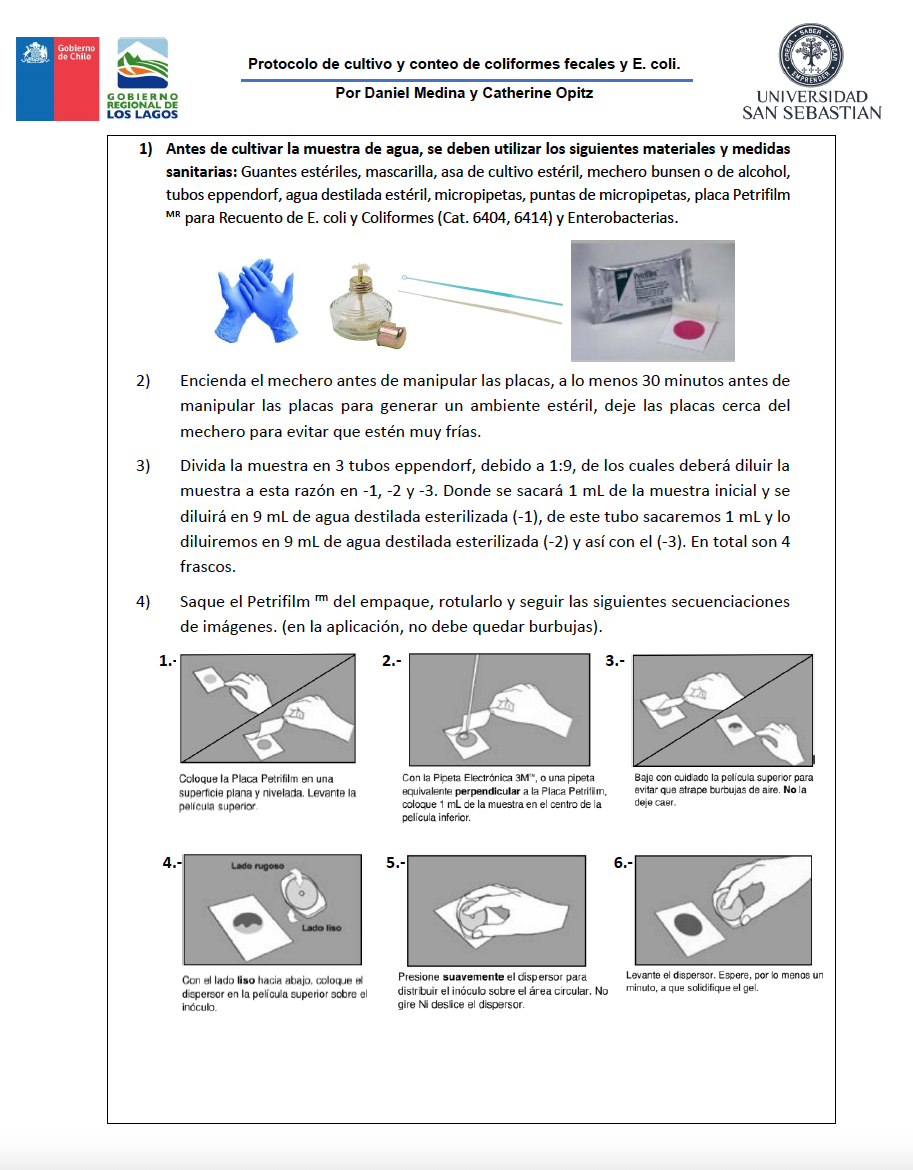 Gobierno
de Chile
GOBIERNO
REGIONAL DE
LOS LAGOS
Protocolo de cultivo y conteo de coliformes fecales y E. coli.
Por Daniel Medina y Catherine Opitz
CREER SABER CREAR
EMPRENDER
UNIVERSIDAD
SAN SEBASTIAN
1) Antes de cultivar la muestra de agua, se deben utilizar los siguientes materiales y medidas
sanitarias: Guantes estériles, mascarilla, asa de cultivo estéril, mechero bunsen o de alcohol,
tubos eppendorf, agua destilada estéril, micropipetas, puntas de micropipetas, placa Petrifilm
MR para Recuento de E. coli y Coliformes (Cat. 6404, 6414) y Enterobacterias.
3M Petrifilm
2) Encienda el mechero antes de manipular las placas, a lo menos 30 minutos antes de
manipular las placas para generar un ambiente estéril, deje las placas cerca del
mechero para evitar que estén muy frías.
3) Divida la muestra en 3 tubos eppendorf, debido a 1:9, de los cuales deberá diluir la
muestra a esta razón en -1, -2 y -3. Donde se sacará 1 mL de la muestra inicial y se
diluirá en 9 mL de agua destilada esterilizada (-1), de este tubo sacaremos 1 mL y lo
diluiremos en 9 mL de agua destilada esterilizada (-2) y así con el (-3). En total son 4
frascos.
4) Saque el Petrifilm rm del empaque, rotularlo y seguir las siguientes secuenciaciones
de imágenes. (en la aplicación, no debe quedar burbujas).
1.-
2.-
3.-
Coloque la Placa Petrifilm en una
superficie plana y nivelada. Levante la
película superior.
Con la Pipeta Electrónica 3M™, o una pipeta
equivalente perpendicular a la Placa Petrifilm,
coloque 1 mL de la muestra en el centro de la
película inferior.
Baje con cuidado la película superior para
evitar que atrape burbujas de aire. No la
deje caer.
4.-
Lado rugoso
Lado liso
5.-
6.-
Con el lado liso hacia abajo, coloque el
dispersor en la película superior sobre el
inóculo.
Presione suavemente el dispersor para
distribuir el inóculo sobre el área circular. No
gire Ni deslice el dispersor.
Levante el dispersor. Espere, por lo menos un
minuto, a que solidifique el gel.